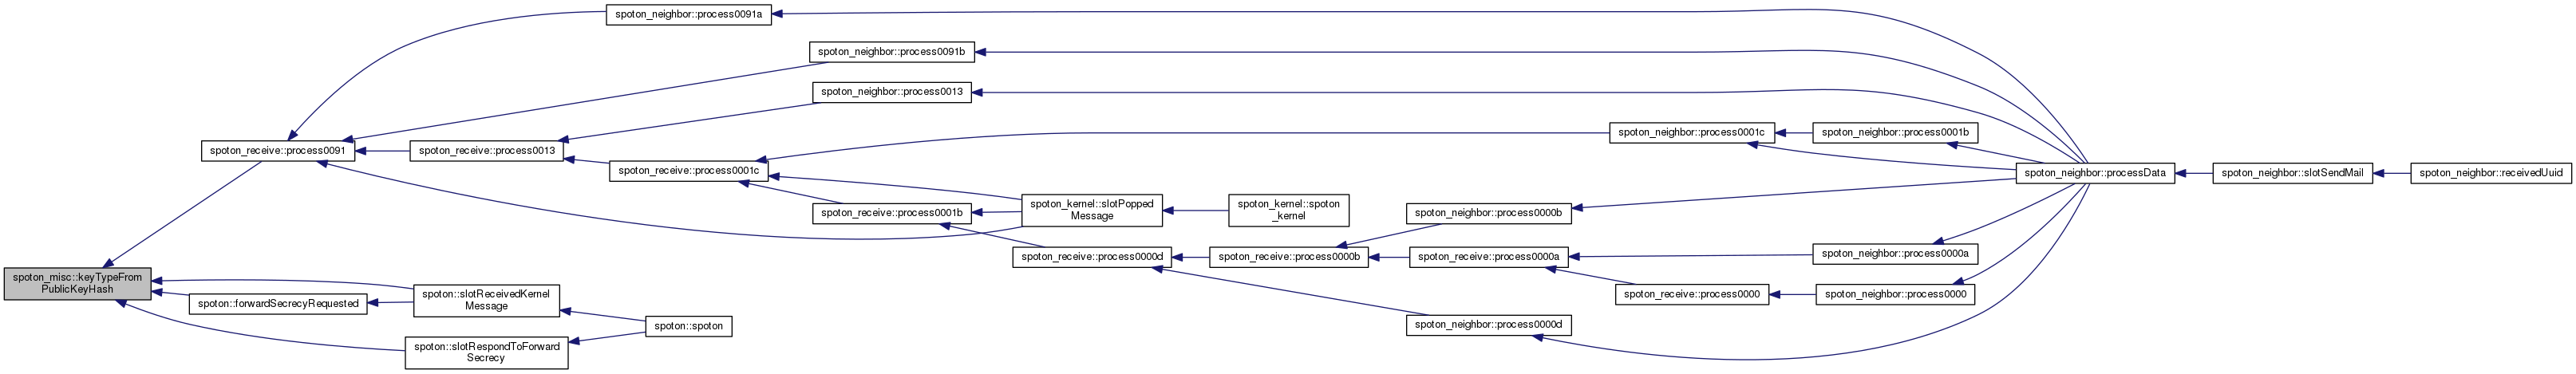 spoton_neighbor::process0091a
spoton_neighbor::process0091b
spoton_neighbor::process0013
spoton_neighbor::process0001c
spoton_neighbor::process0001b
spoton_receive::process0091
spoton_receive::process0013
spoton_receive::process0001c
spoton_neighbor::processData
spoton_neighbor::slotSendMail
spoton_neighbor::receivedUuid
spoton_kernel::slotPopped
Message
spoton_kernel::spoton
_kernel
spoton_receive::process0001b
spoton_neighbor::process0000b
spoton_receive::process0000d
spoton_receive::process0000b
spoton_receive::process0000a
spoton_neighbor::process0000a
spoton_misc::keyTypeFrom
PublicKeyHash
spoton::forwardSecrecyRequested
spoton::slotReceivedKernel
Message
spoton_receive::process0000
spoton_neighbor::process0000
spoton::spoton
spoton_neighbor::process0000d
spoton::slotRespondToForward
Secrecy